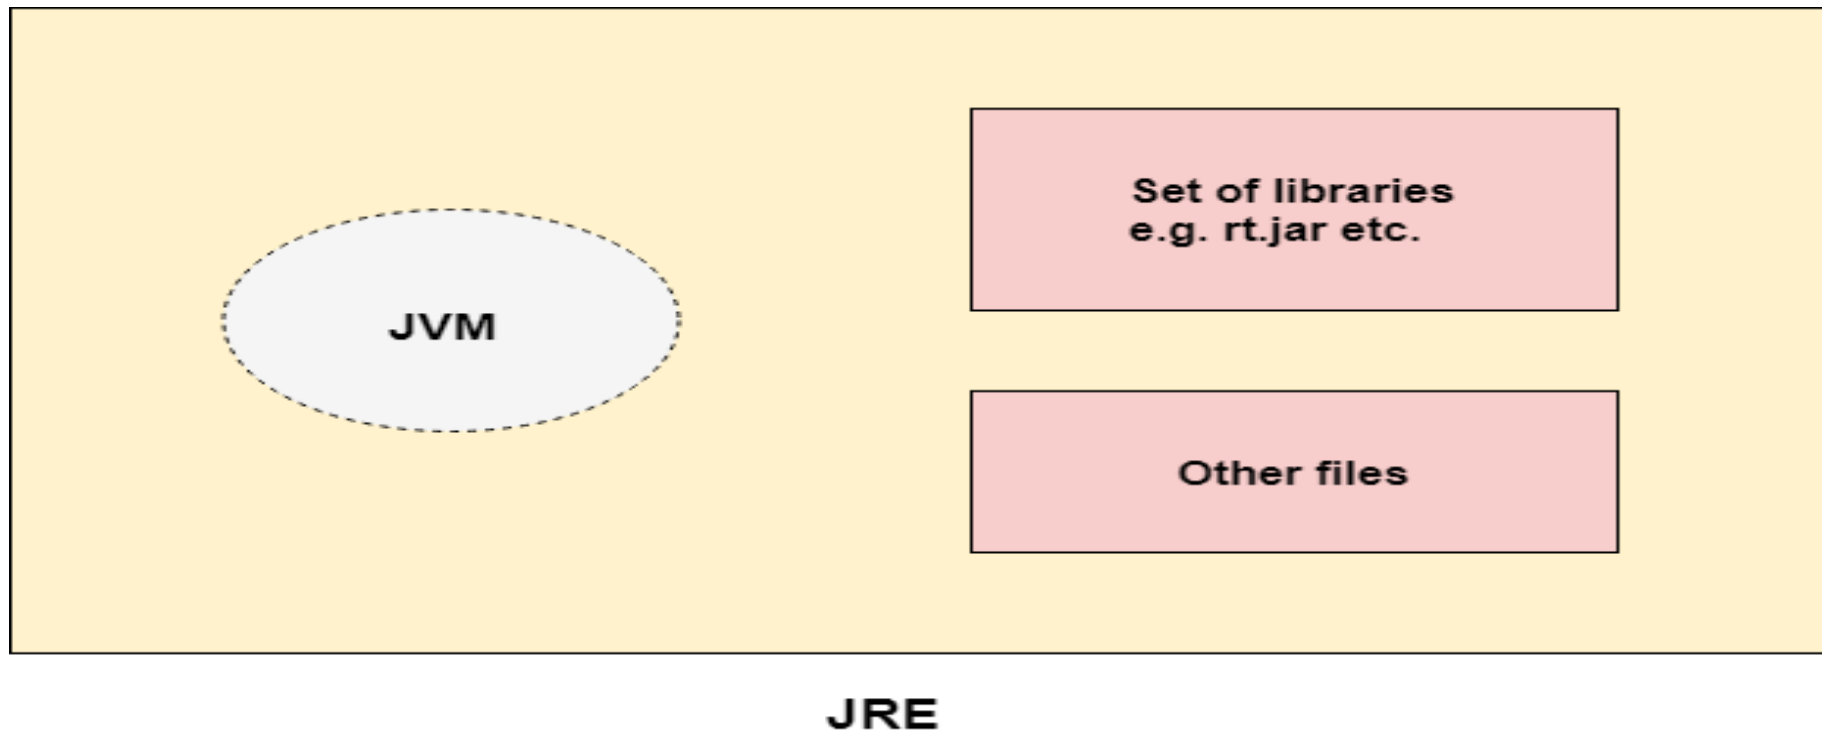 JVM
Set of libraries
e.g. rt.jar etc.
Other files
JRE